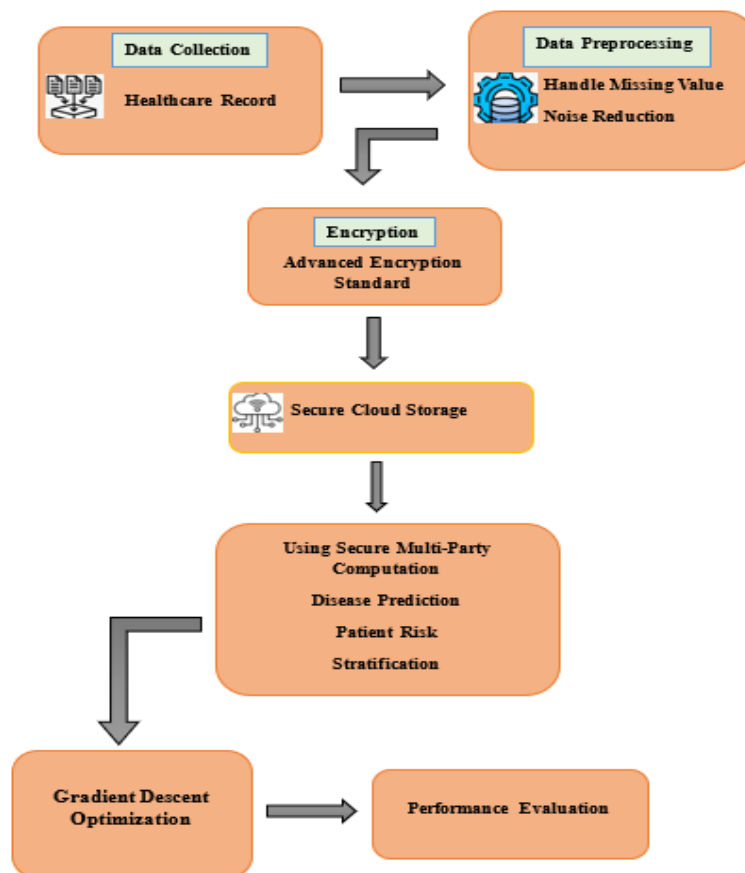 Data Collection
Healthcare Record
Data Preprocessing
Handle Missing Value
Noise Reduction
Encryption
Advanced Encryption
Standard
Secure Cloud Storage
Using Secure Multi-Party
Computation
Disease Prediction
Patient Risk
Stratification
Gradient Descent
Optimization
Performance Evaluation